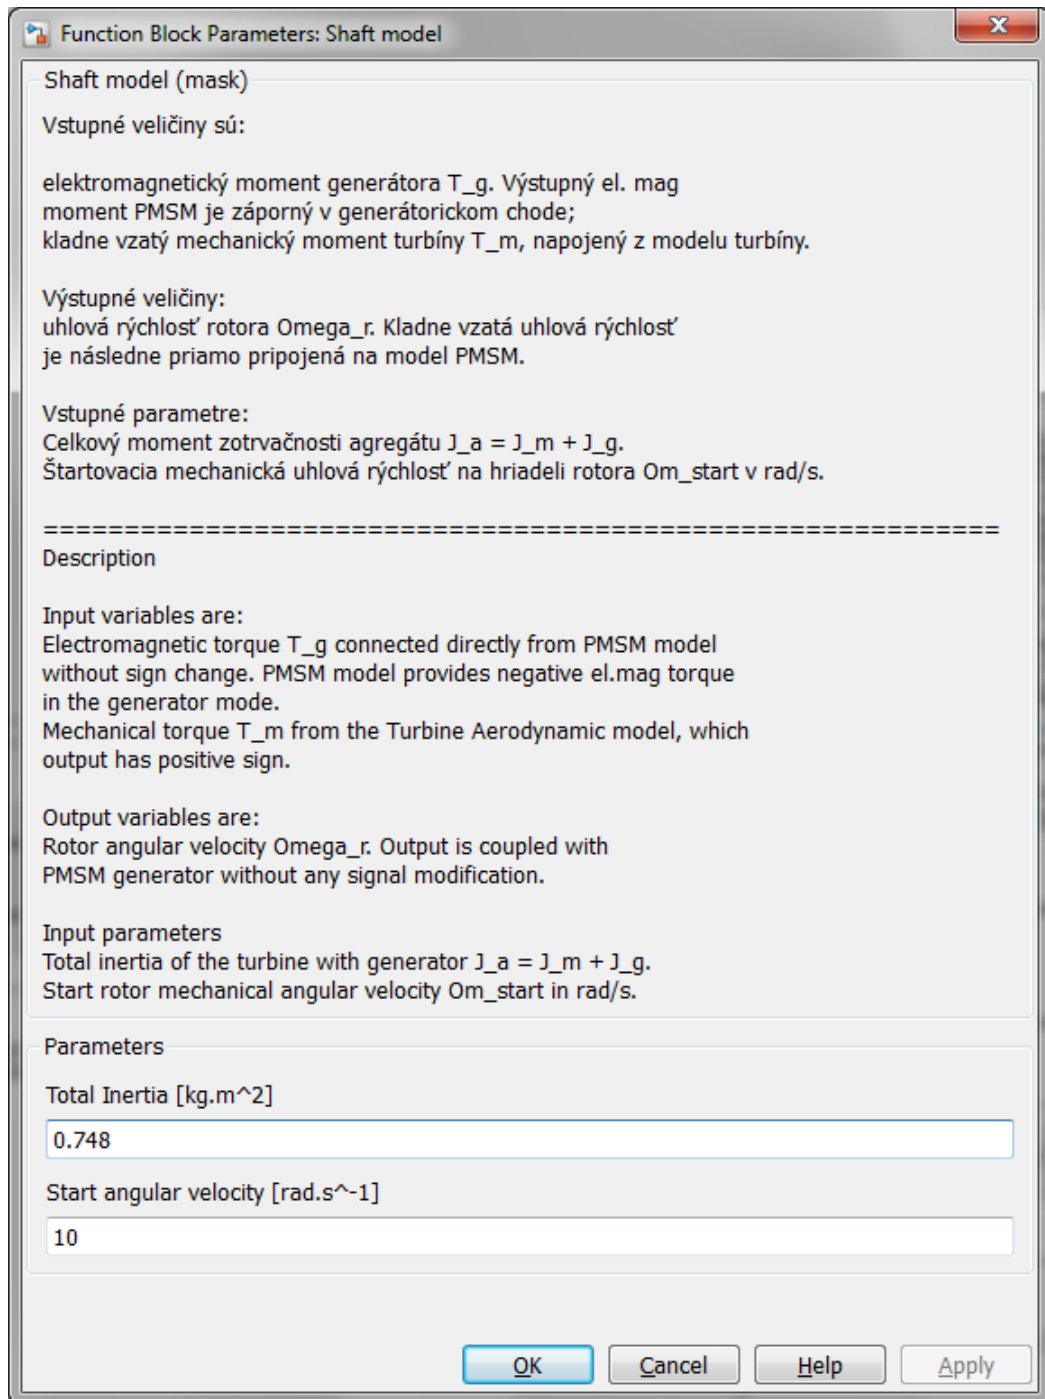 Function Block Parameters: Shaft model
Shaft model (mask)
Vstupné veličiny sú:
elektromagnetický moment generátora T_g. Výstupný el. mag
moment PMSM je záporný v generátorickom chode;
kladne vzatý mechanický moment turbíny T_m, napojený z modelu turbíny.
Výstupné veličiny:
uhlová rýchlosť rotora Omega_r. Kladne vzatá uhlová rýchlosť
je následne priamo pripojená na model PMSM.
Vstupné parametre:
Celkový moment zotrvačnosti agregátu J_a = J_m + J_g.
Štartovacia mechanická uhlová rýchlosť na hriadeli rotora Om_start v rad/s.
===========================================================
Description
Input variables are:
Electromagnetic torque T_g connected directly from PMSM model
without sign change. PMSM model provides negative el.mag torque
in the generator mode.
Mechanical torque T_m from the Turbine Aerodynamic model, which
output has positive sign.
Output variables are:
Rotor angular velocity Omega_r. Output is coupled with
PMSM generator without any signal modification.
Input parameters
Total inertia of the turbine with generator J_a = J_m + J_g.
Start rotor mechanical angular velocity Om_start in rad/s.
Parameters
Total Inertia [kg.m^2]
0.748
Start angular velocity [rad.s^-1]
10
OK Cancel Help Apply